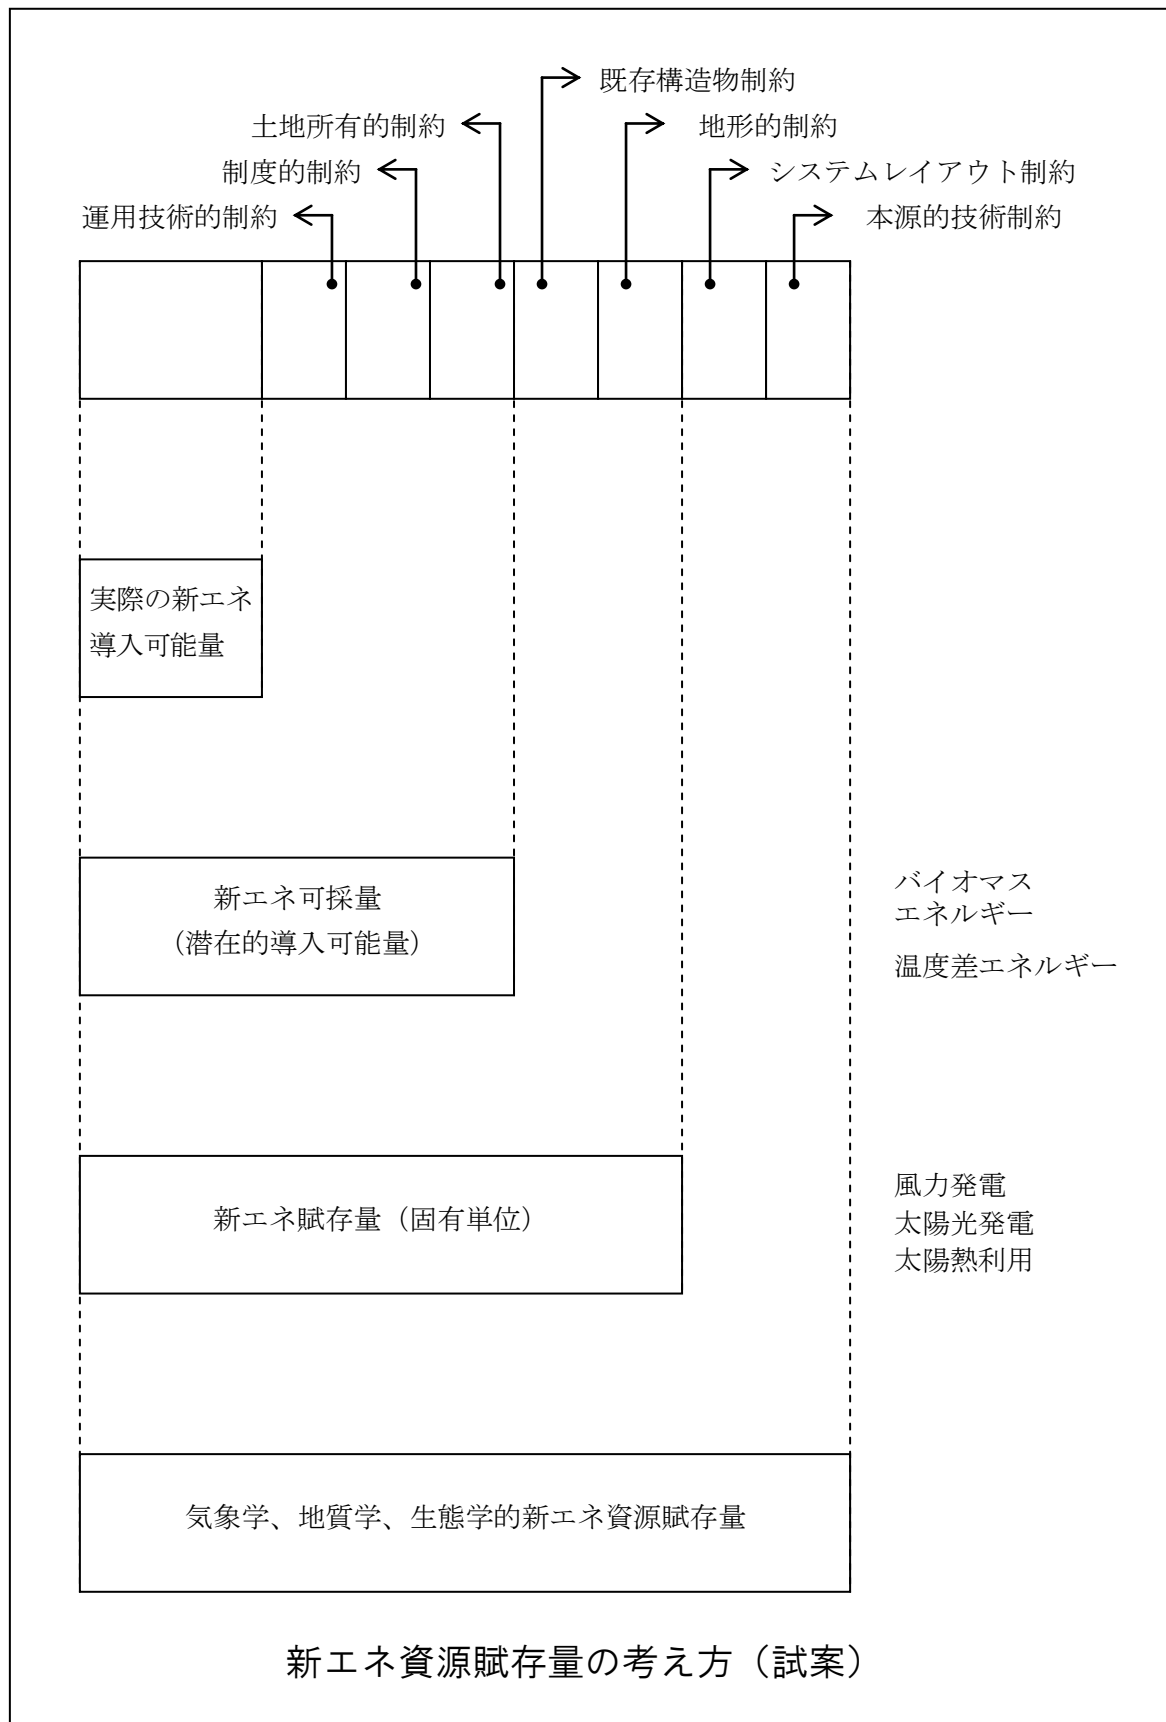 既存構造物制約
土地所有的制約
地形的制約
制度的制約
システムレイアウト制約
運用技術的制約
本源的技術制約
実際の新エネ
導入可能量
新エネ可採量
(潜在的導入可能量)
バイオマス
エネルギー
温度差エネルギー
新エネ賦存量(固有単位)
風力発電
太陽光発電
太陽熱利用
気象学、地質学、生態学的新エネ資源賦存量
新エネ資源賦存量の考え方(試案)